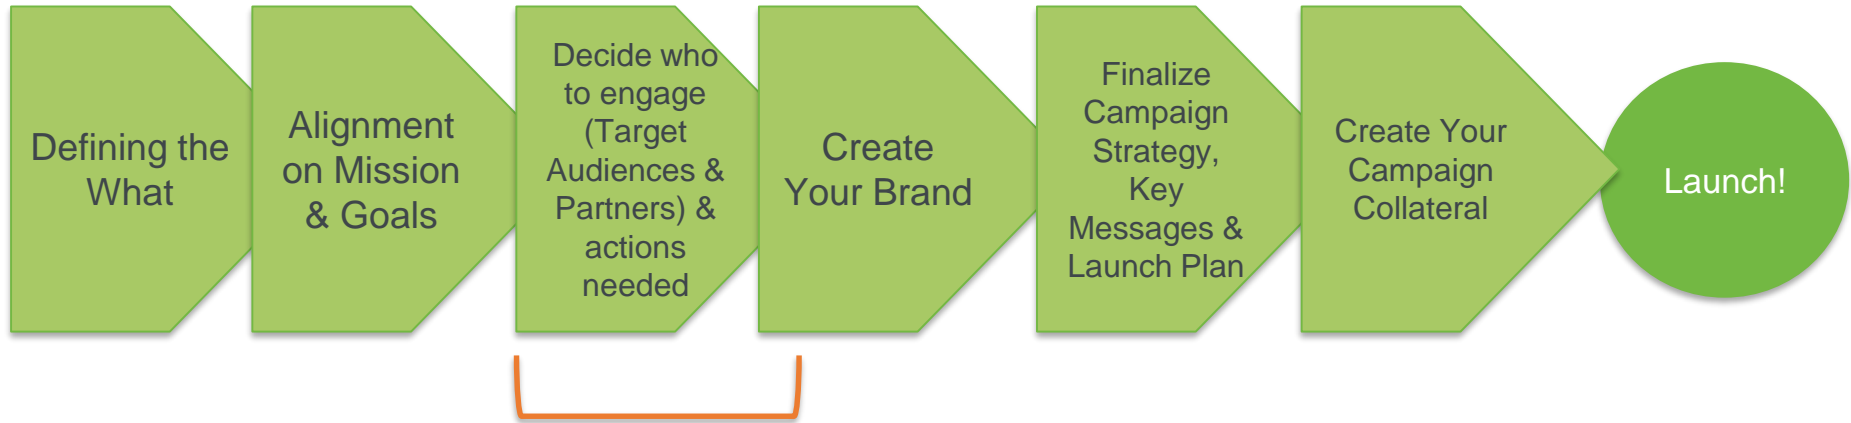 Defining the
What
Alignment
on Mission
& Goals
Decide who
to engage
(Target
Audiences &
Partners) &
actions
needed
Create
Your Brand
Finalize
Campaign
Strategy,
Key
Messages &
Launch Plan
Create Your
Campaign
Collateral
Launch!